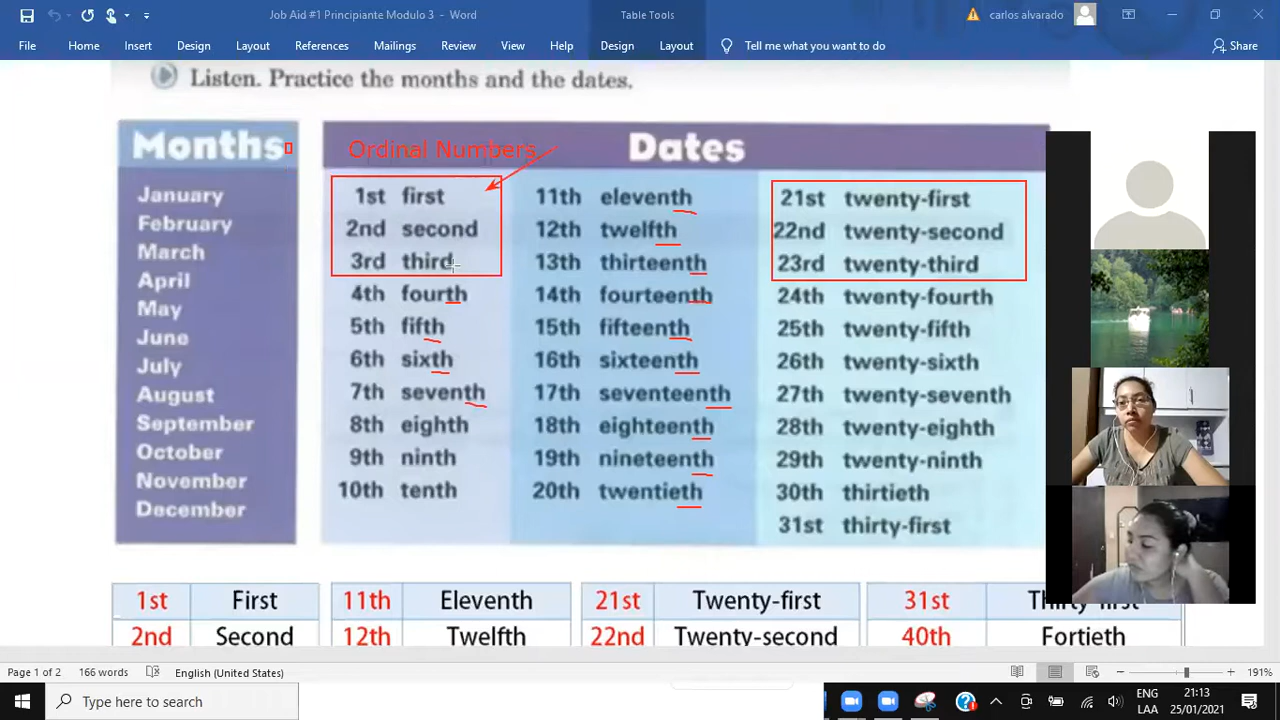 Job Aid #1 Principiante Modulo 3 - Word
Table Tools
carlos alvarado
File Home Insert Design Layout References Mailings Review View Help Design Layout Tell me what you want to do Share
Listen. Practice the months and the dates.
Months
Ordinal Numbers
Dates
January
February
March
April
May
June
July
August
September
October
November
December
1st first
2nd second
3rd third
4th fourth
5th fifth
6th sixth
7th seventh
8th eighth
9th ninth
10th tenth
11th eleventh
12th twelfth
13th thirteenth
14th fourteenth
15th fifteenth
16th sixteenth
17th seventeenth
18th eighteenth
19th nineteenth
20th twentieth
21st twenty-first
22nd twenty-second
23rd twenty-third
24th twenty-fourth
25th twenty-fifth
26th twenty-sixth
27th twenty-seventh
28th twenty-eighth
29th twenty-ninth
30th thirtieth
31st thirty-first
1st First 11th Eleventh 21st Twenty-first 31st Thirty-first
2nd Second 12th Twelfth 22nd Twenty-second 40th Fortieth
Page 1 of 2 166 words English (United States) 191%
Type here to search
ENG 21:13
LAA 25/01/2021